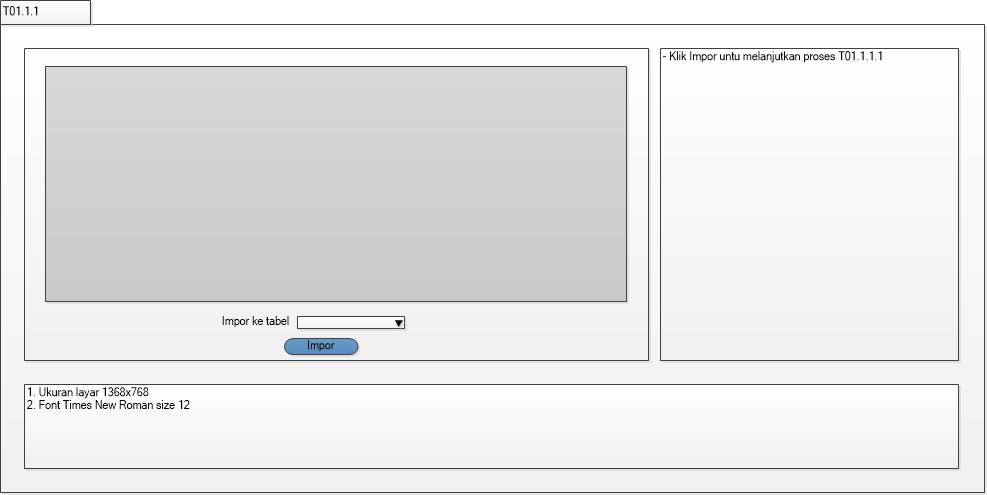 T01.1.1
- Klik Impor untu melanjutkan proses T01.1.1.1
Impor ke tabel
Impor
1. Ukuran layar 1368x768
2. Font Times New Roman size 12